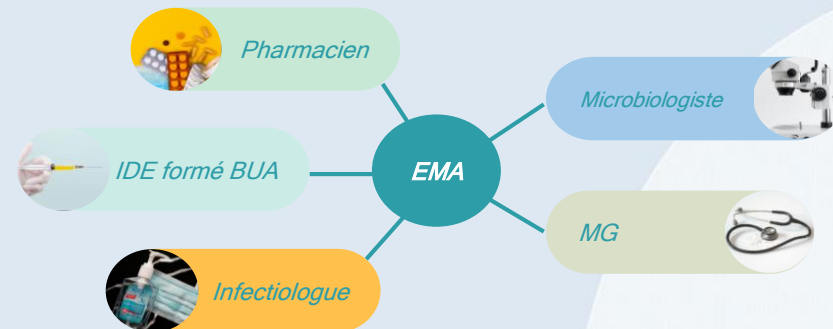 Pharmacien
Microbiologiste
IDE formé BUA
EMA
MG
Infectiologue